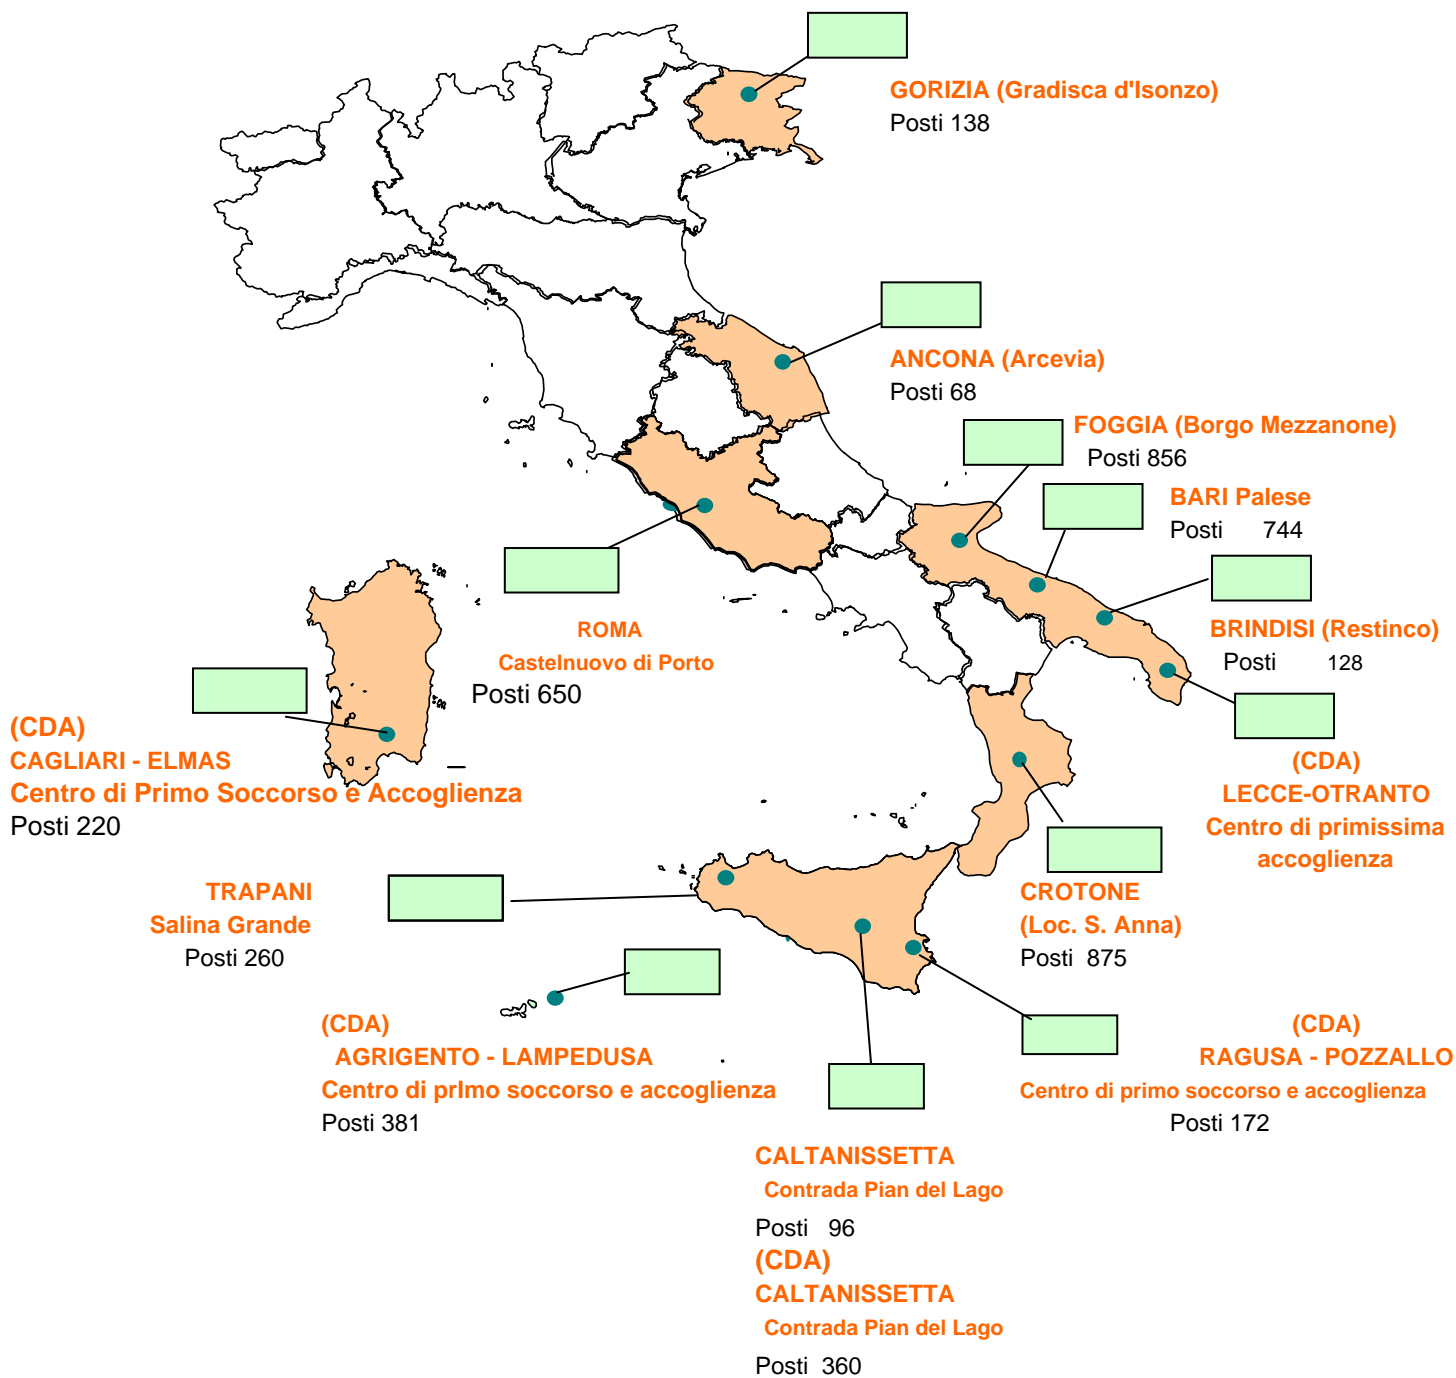 GORIZIA (Gradisca d'Isonzo)
Posti 138
ANCONA (Arcevia)
Posti 68
FOGGIA (Borgo Mezzanone)
Posti 856
BARI Palese
Posti 744
BRINDISI (Restinco)
Posti 128
ROMA
Castelnuovo di Porto
Posti 650
(CDA)
CAGLIARI - ELMAS
Centro di Primo Soccorso e Accoglienza
Posti 220
(CDA)
LECCE-OTRANTO
Centro di primissima
accoglienza
TRAPANI
Salina Grande
Posti 260
CROTONE
(Loc. S. Anna)
Posti 875
(CDA)
AGRIGENTO - LAMPEDUSA
Centro di prImo soccorso e accoglienza
Posti 381
(CDA)
RAGUSA - POZZALLO
Centro di primo soccorso e accoglienza
Posti 172
CALTANISSETTA
Contrada Pian del Lago
Posti 96
(CDA)
CALTANISSETTA
Contrada Pian del Lago
Posti 360